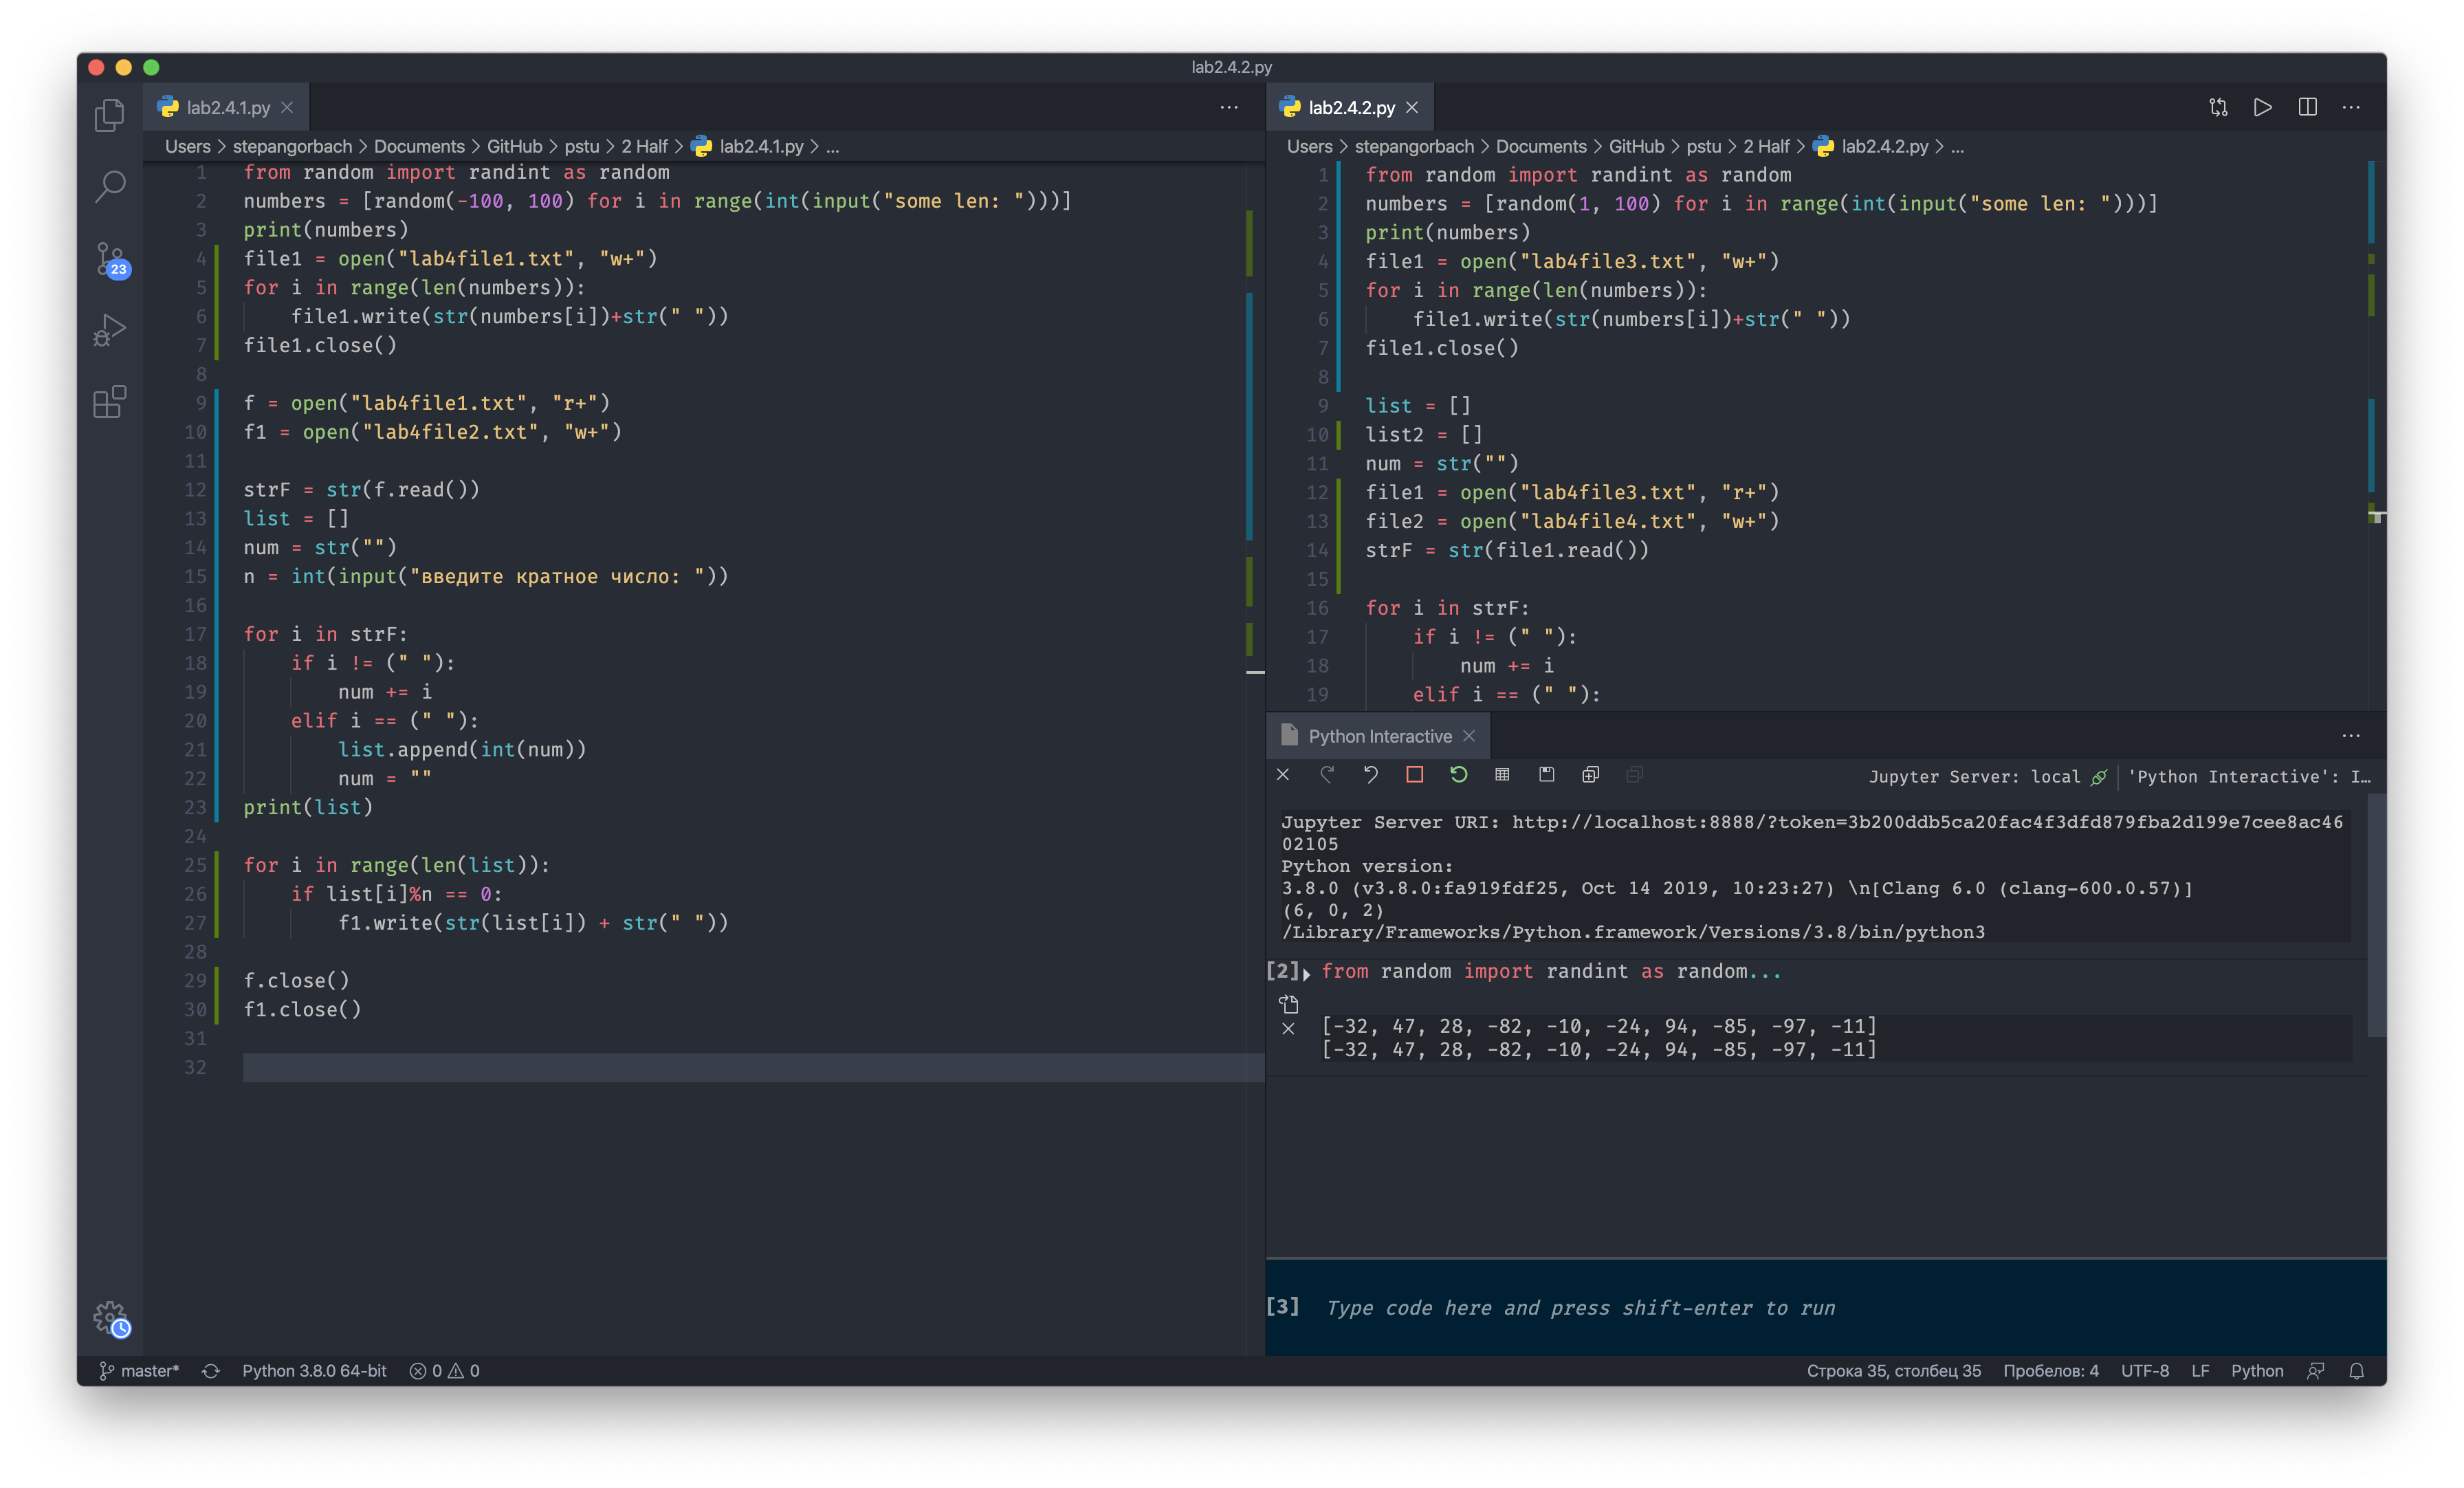 lab2.4.2.py
lab2.4.1.py
Users > stepangorbach > Documents > GitHub > pstu > 2 Half > lab2.4.1.py > ...
1 from random import randint as random
2 numbers = [random(-100, 100) for i in range(int(input("some len: ")))]
3 print(numbers)
4 file1 = open("lab4file1.txt", "w+")
5 for i in range(len(numbers)):
6     file1.write(str(numbers[i])+str(" "))
7 file1.close()
8
9 f = open("lab4file1.txt", "r+")
10 f1 = open("lab4file2.txt", "w+")
11
12 strF = str(f.read())
13 list = []
14 num = str("")
15 n = int(input("введите кратное число: "))
16
17 for i in strF:
18     if i != (" "):
19         num += i
20     elif i == (" "):
21         list.append(int(num))
22         num = ""
23 print(list)
24
25 for i in range(len(list)):
26     if list[i]%n == 0:
27         f1.write(str(list[i]) + str(" "))
28
29 f.close()
30 f1.close()
31
32
23
lab2.4.2.py
Users > stepangorbach > Documents > GitHub > pstu > 2 Half > lab2.4.2.py > ...
1 from random import randint as random
2 numbers = [random(1, 100) for i in range(int(input("some len: ")))]
3 print(numbers)
4 file1 = open("lab4file3.txt", "w+")
5 for i in range(len(numbers)):
6     file1.write(str(numbers[i])+str(" "))
7 file1.close()
8
9 list = []
10 list2 = []
11 num = str("")
12 file1 = open("lab4file3.txt", "r+")
13 file2 = open("lab4file4.txt", "w+")
14 strF = str(file1.read())
15
16 for i in strF:
17     if i != (" "):
18         num += i
19     elif i == (" "):
Python Interactive
Jupyter Server: local 'Python Interactive': I…
Jupyter Server URI: http://localhost:8888/?token=3b200ddb5ca20fac4f3dfd879fba2d199e7cee8ac46
02105
Python version:
3.8.0 (v3.8.0:fa919fdf25, Oct 14 2019, 10:23:27) \n[Clang 6.0 (clang-600.0.57)]
(6, 0, 2)
/Library/Frameworks/Python.framework/Versions/3.8/bin/python3
[2] from random import randint as random...
[-32, 47, 28, -82, -10, -24, 94, -85, -97, -11]
[-32, 47, 28, -82, -10, -24, 94, -85, -97, -11]
[3] Type code here and press shift-enter to run
master* Python 3.8.0 64-bit 0 0 Строка 35, столбец 35 Пробелов: 4 UTF-8 LF Python